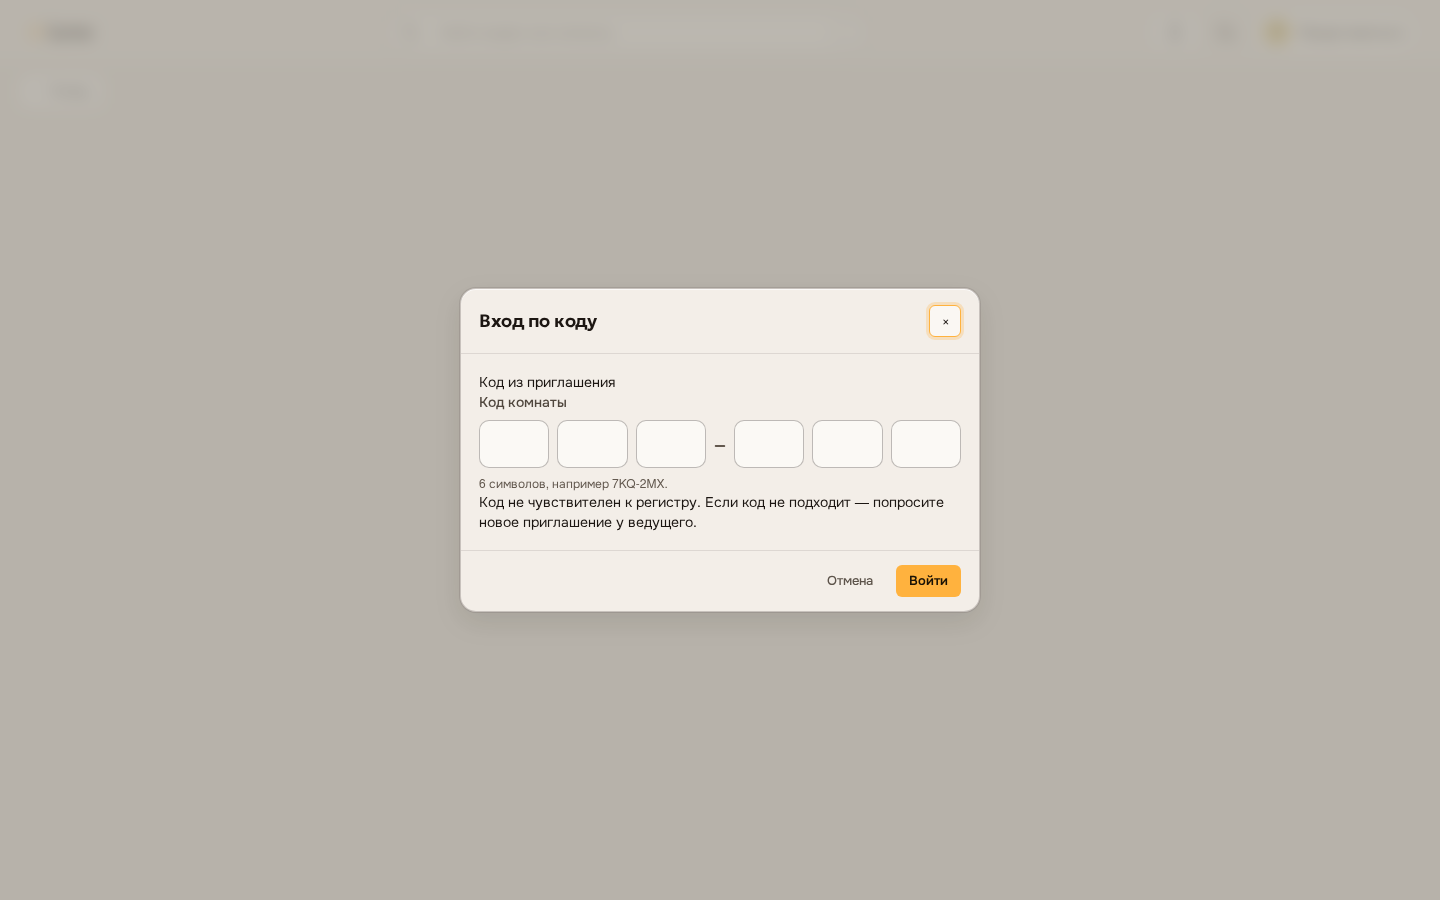 Вход по коду
×
Код из приглашения
Код комнаты
–
6 символов, например 7KQ-2MX.
Код не чувствителен к регистру. Если код не подходит — попросите
новое приглашение у ведущего.
Отмена
Войти